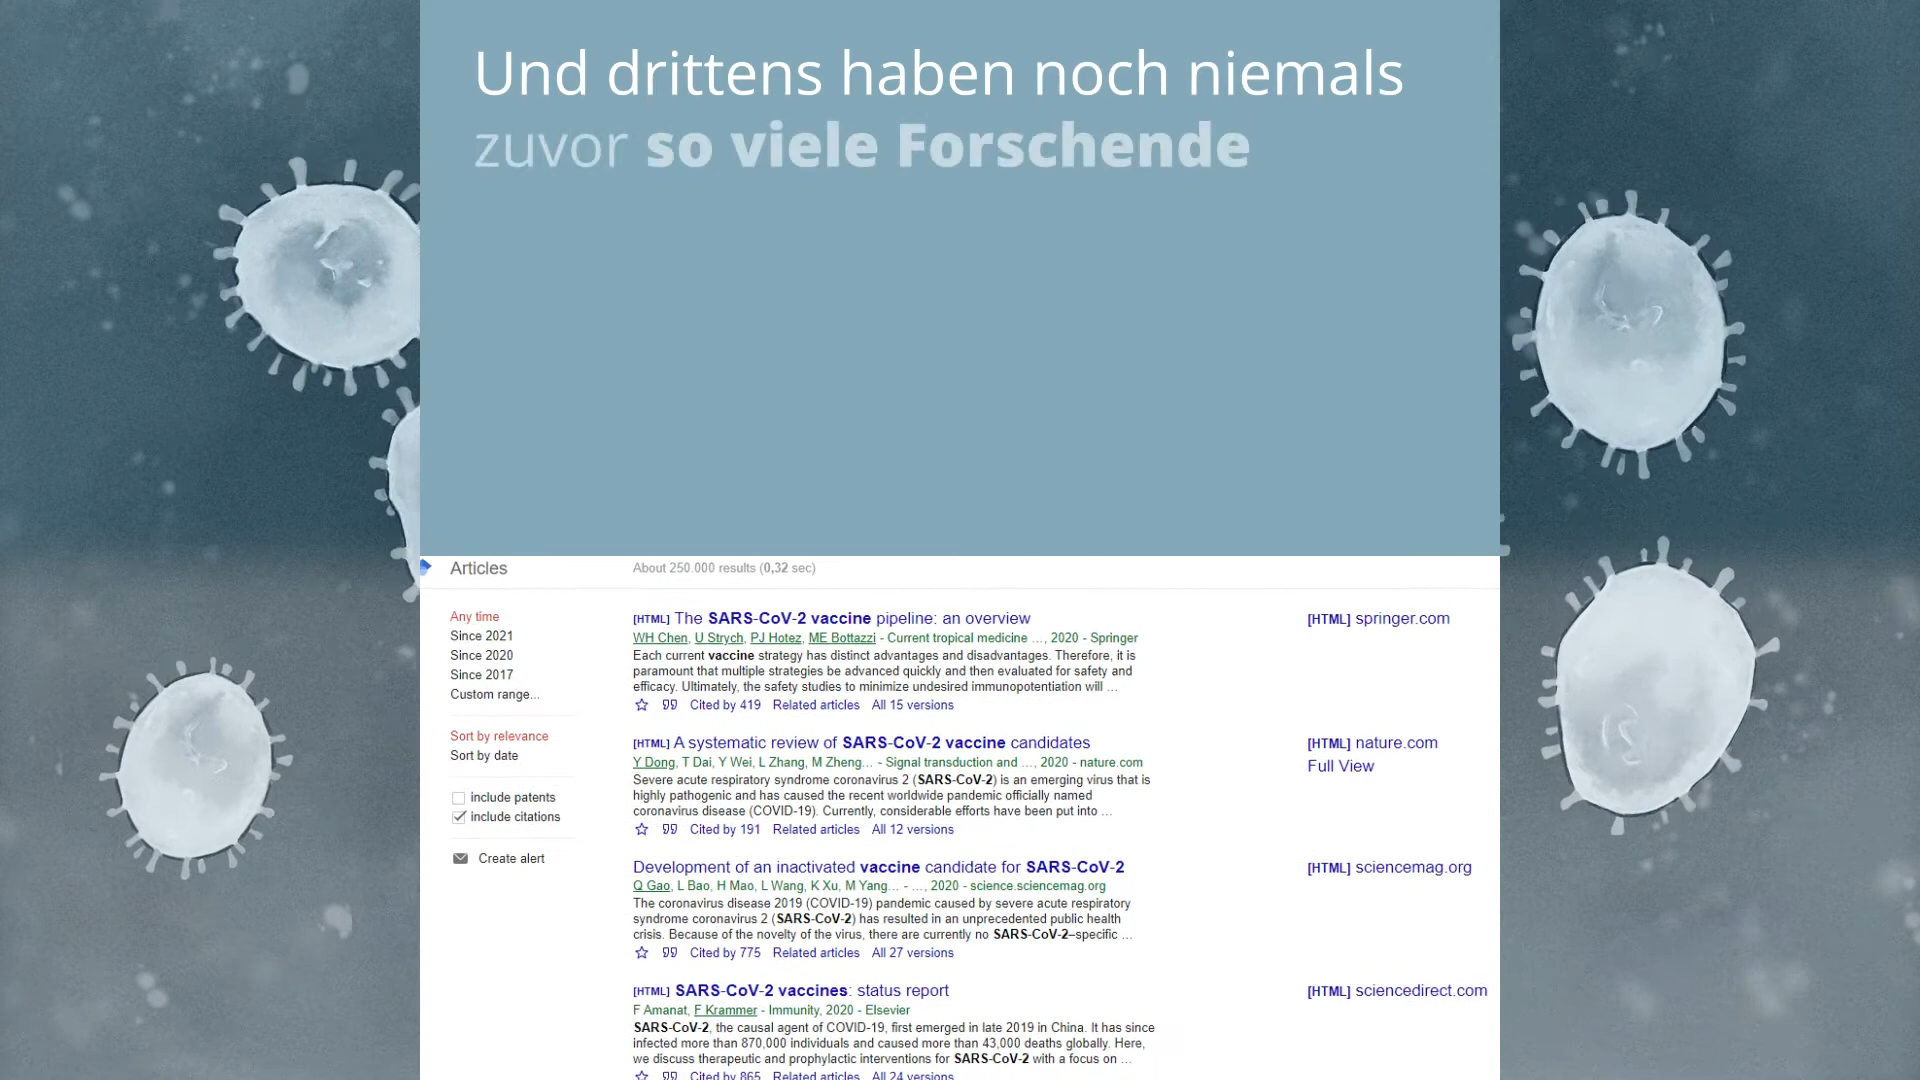 Und drittens haben noch niemals
zuvor so viele Forschende
Articles
About 250.000 results (0,32 sec)
Any time
Since 2021
Since 2020
Since 2017
Custom range...
Sort by relevance
Sort by date
include patents
include citations
Create alert
[HTML] The SARS-CoV-2 vaccine pipeline: an overview
[HTML] springer.com
WH Chen, U Strych, PJ Hotez, ME Bottazzi - Current tropical medicine …, 2020 - Springer
Each current vaccine strategy has distinct advantages and disadvantages. Therefore, it is
paramount that multiple strategies be advanced quickly and then evaluated for safety and
efficacy. Ultimately, the safety studies to minimize undesired immunopotentiation will …
Cited by 419 Related articles All 15 versions
[HTML] A systematic review of SARS-CoV-2 vaccine candidates
[HTML] nature.com
Full View
Y Dong, T Dai, Y Wei, L Zhang, M Zheng… - Signal transduction and …, 2020 - nature.com
Severe acute respiratory syndrome coronavirus 2 (SARS-CoV-2) is an emerging virus that is
highly pathogenic and has caused the recent worldwide pandemic officially named
coronavirus disease (COVID-19). Currently, considerable efforts have been put into …
Cited by 191 Related articles All 12 versions
Development of an inactivated vaccine candidate for SARS-CoV-2
[HTML] sciencemag.org
Q Gao, L Bao, H Mao, L Wang, K Xu, M Yang… - …, 2020 - science.sciencemag.org
The coronavirus disease 2019 (COVID-19) pandemic caused by severe acute respiratory
syndrome coronavirus 2 (SARS-CoV-2) has resulted in an unprecedented public health
crisis. Because of the novelty of the virus, there are currently no SARS-CoV-2–specific …
Cited by 775 Related articles All 27 versions
[HTML] SARS-CoV-2 vaccines: status report
[HTML] sciencedirect.com
F Amanat, F Krammer - Immunity, 2020 - Elsevier
SARS-CoV-2, the causal agent of COVID-19, first emerged in late 2019 in China. It has since
infected more than 870,000 individuals and caused more than 43,000 deaths globally. Here,
we discuss therapeutic and prophylactic interventions for SARS-CoV-2 with a focus on …
Cited by 865 Related articles All 24 versions